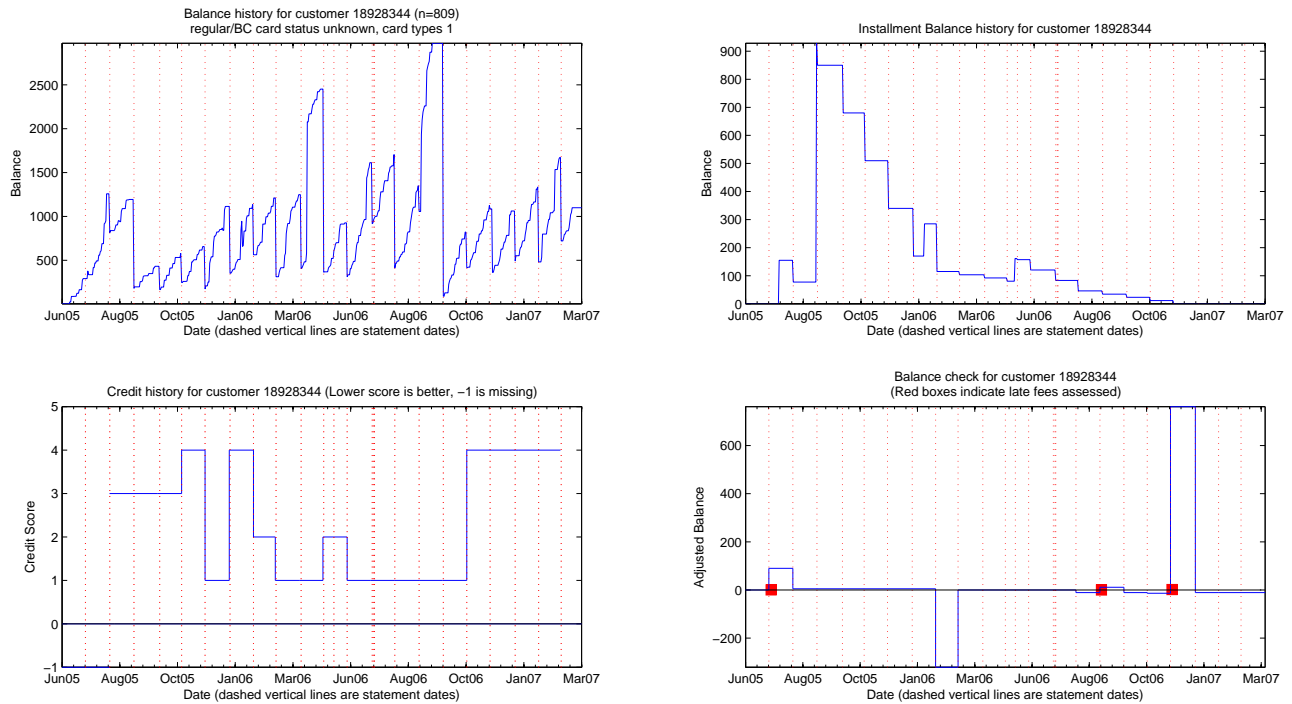 Balance history for customer 18928344 (n=809)
regular/BC card status unknown, card types 1
Balance
2500
2000
1500
1000
500
Jun05 Aug05 Oct05 Jan06 Mar06 Jun06 Aug06 Oct06 Jan07 Mar07
Date (dashed vertical lines are statement dates)
Installment Balance history for customer 18928344
Balance
900
800
700
600
500
400
300
200
100
0
Jun05 Aug05 Oct05 Jan06 Mar06 Jun06 Aug06 Oct06 Jan07 Mar07
Date (dashed vertical lines are statement dates)
Credit history for customer 18928344 (Lower score is better, −1 is missing)
Credit Score
5
4
3
2
1
0
−1
Jun05 Aug05 Oct05 Jan06 Mar06 Jun06 Aug06 Oct06 Jan07 Mar07
Date (dashed vertical lines are statement dates)
Balance check for customer 18928344
(Red boxes indicate late fees assessed)
Adjusted Balance
600
400
200
0
−200
Jun05 Aug05 Oct05 Jan06 Mar06 Jun06 Aug06 Oct06 Jan07 Mar07
Date (dashed vertical lines are statement dates)